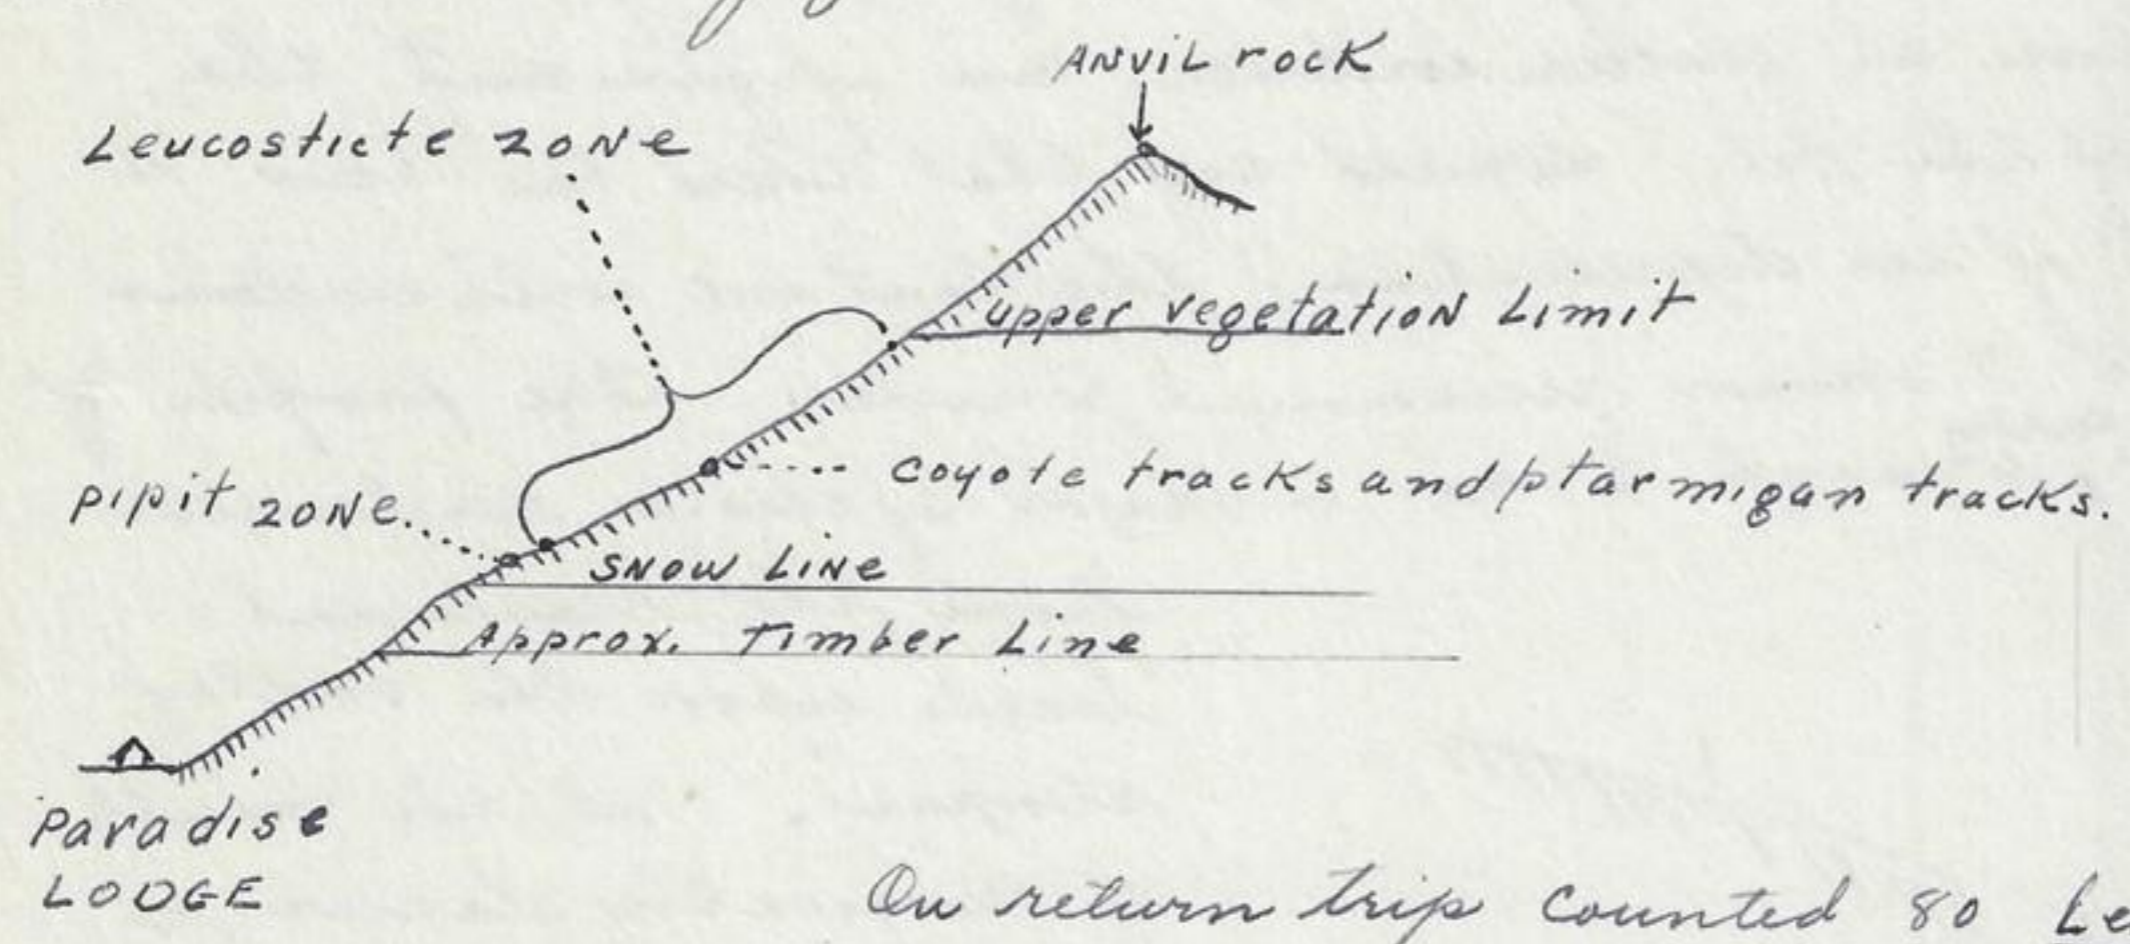 ANVIL rock
Leucosticte zone
upper vegetation Limit
pipit zone
coyote tracks and ptarmigan tracks.
SNOW LINE
Approx. Timber Line
Paradise
LODGE
On return trip counted 80 Le